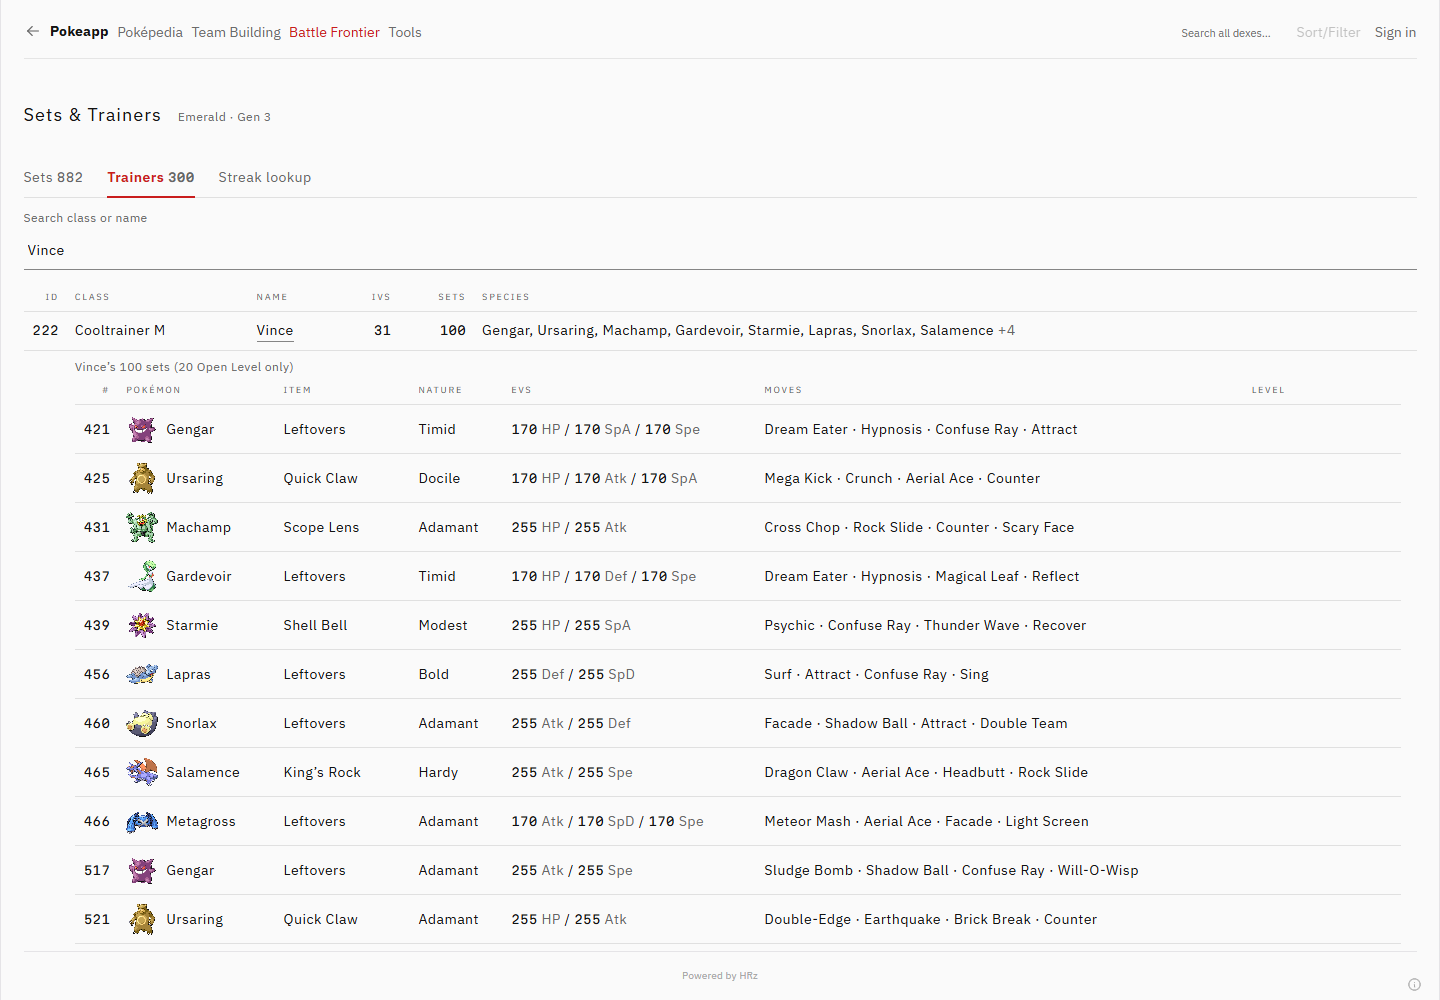 ← Pokeapp Poképedia Team Building Battle Frontier Tools Search all dexes... Sort/Filter Sign in
Sets & Trainers Emerald · Gen 3
Sets 882 Trainers 300 Streak lookup
Search class or name
Vince
ID CLASS NAME IVS SETS SPECIES
222 Cooltrainer M Vince 31 100 Gengar, Ursaring, Machamp, Gardevoir, Starmie, Lapras, Snorlax, Salamence +4
Vince’s 100 sets (20 Open Level only)
# POKÉMON ITEM NATURE EVS MOVES LEVEL
421 Gengar Leftovers Timid 170 HP / 170 SpA / 170 Spe Dream Eater · Hypnosis · Confuse Ray · Attract
425 Ursaring Quick Claw Docile 170 HP / 170 Atk / 170 SpA Mega Kick · Crunch · Aerial Ace · Counter
431 Machamp Scope Lens Adamant 255 HP / 255 Atk Cross Chop · Rock Slide · Counter · Scary Face
437 Gardevoir Leftovers Timid 170 HP / 170 Def / 170 Spe Dream Eater · Hypnosis · Magical Leaf · Reflect
439 Starmie Shell Bell Modest 255 HP / 255 SpA Psychic · Confuse Ray · Thunder Wave · Recover
456 Lapras Leftovers Bold 255 Def / 255 SpD Surf · Attract · Confuse Ray · Sing
460 Snorlax Leftovers Adamant 255 Atk / 255 Def Facade · Shadow Ball · Attract · Double Team
465 Salamence King’s Rock Hardy 255 Atk / 255 Spe Dragon Claw · Aerial Ace · Headbutt · Rock Slide
466 Metagross Leftovers Adamant 170 Atk / 170 SpD / 170 Spe Meteor Mash · Aerial Ace · Facade · Light Screen
517 Gengar Leftovers Adamant 255 Atk / 255 Spe Sludge Bomb · Shadow Ball · Confuse Ray · Will-O-Wisp
521 Ursaring Quick Claw Adamant 255 HP / 255 Atk Double-Edge · Earthquake · Brick Break · Counter
Powered by HRz